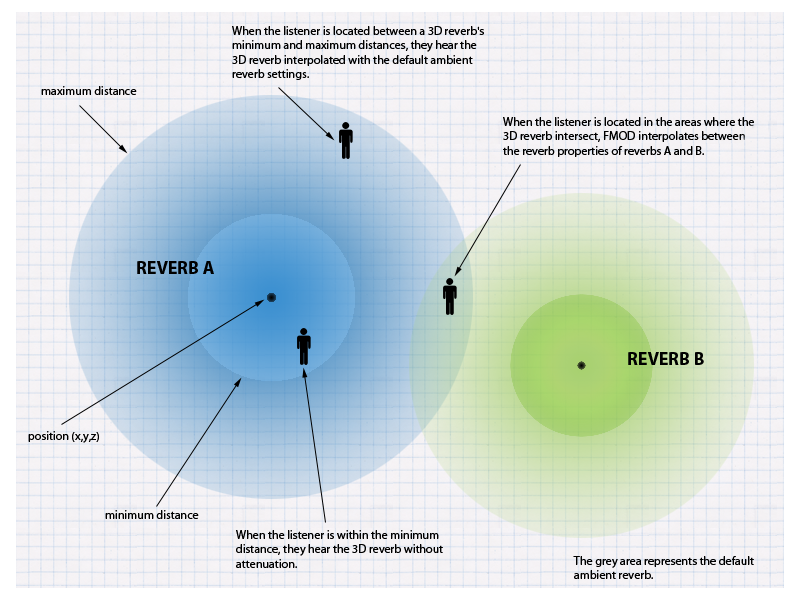 When the listener is located between a 3D reverb's
minimum and maximum distances, they hear the
3D reverb interpolated with the default ambient
reverb settings.
maximum distance
When the listener is located in the areas where the
3D reverb intersect, FMOD interpolates between
the reverb properties of reverbs A and B.
REVERB A
REVERB B
position (x,y,z)
minimum distance
When the listener is within the minimum
distance, they hear the 3D reverb without
attenuation.
The grey area represents the default
ambient reverb.